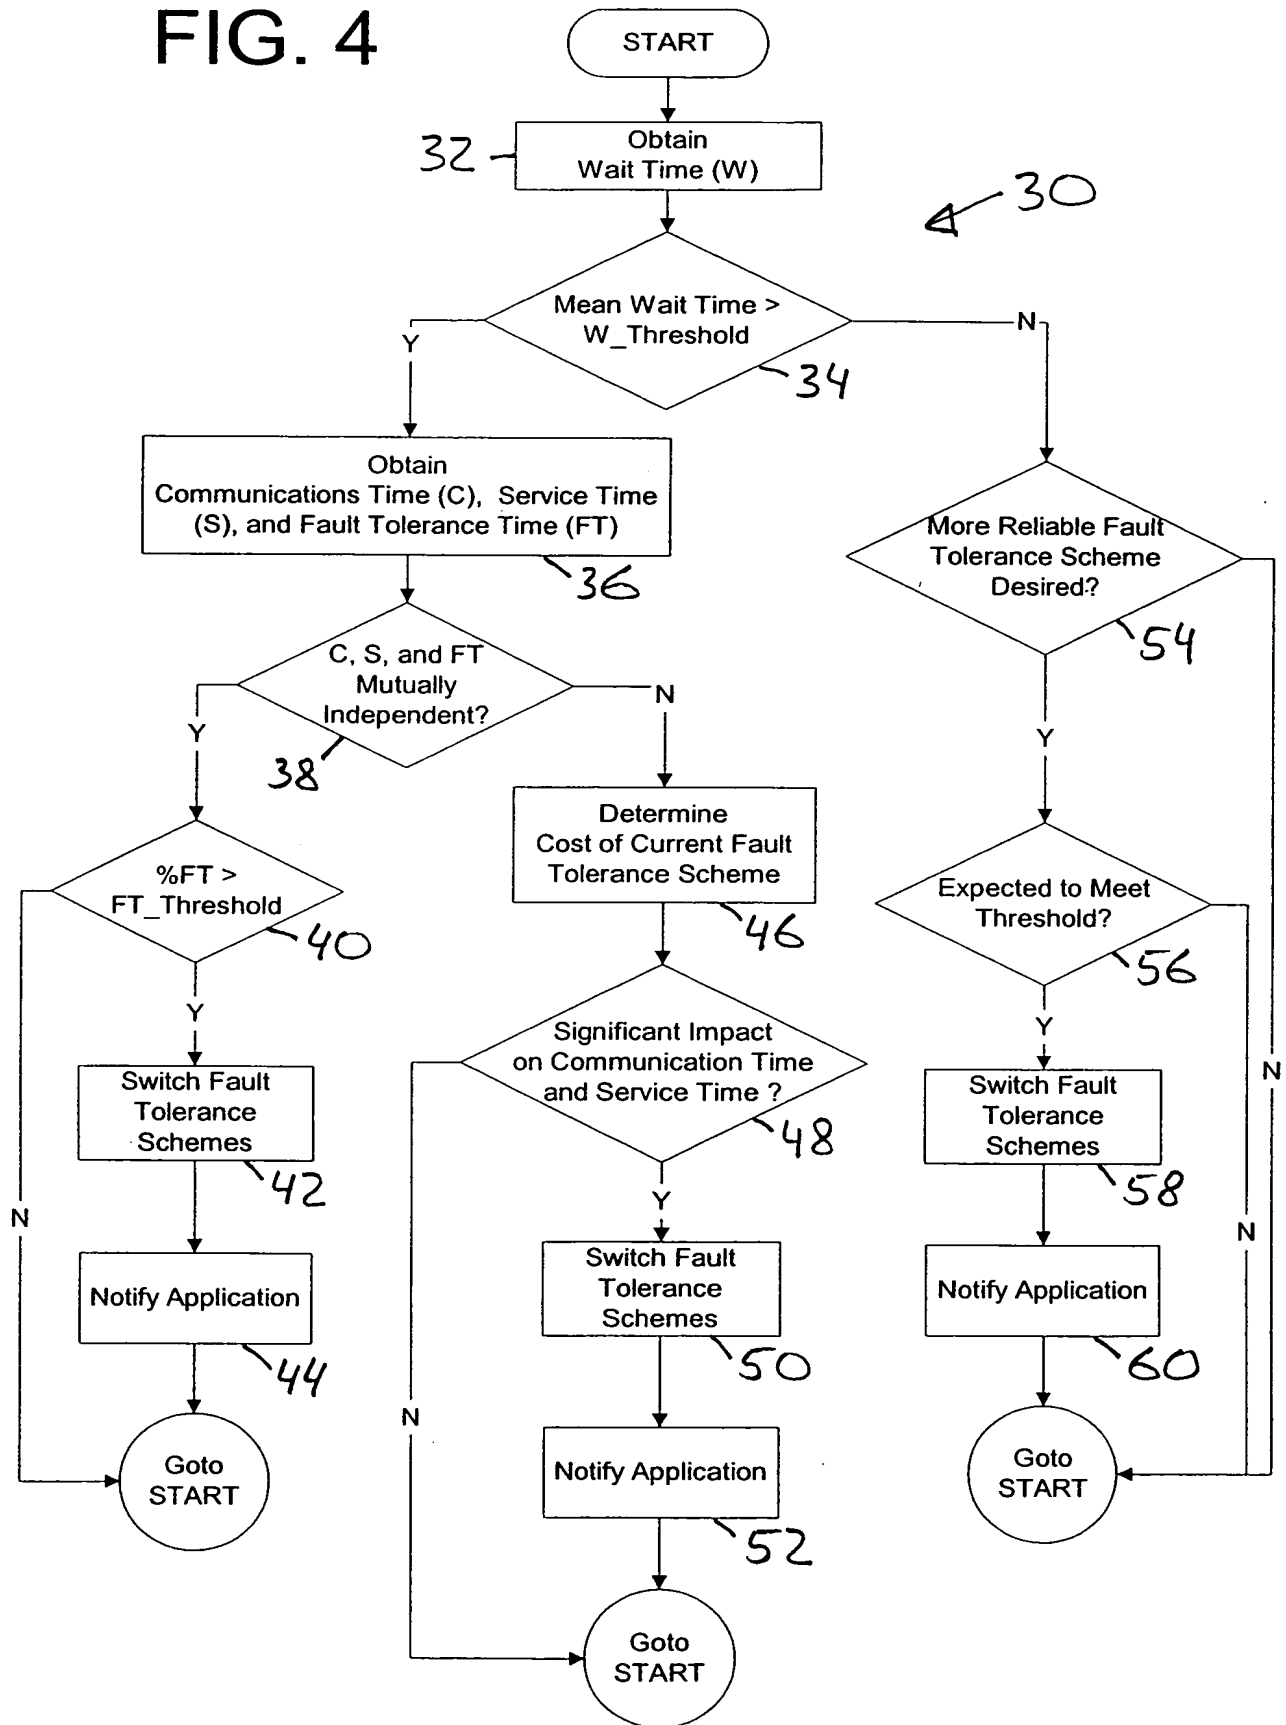 FIG. 4
START
32
Obtain
Wait Time (W)
30
Mean Wait Time >
W_Threshold
34
Y
N
Obtain
Communications Time (C), Service Time
(S), and Fault Tolerance Time (FT)
36
More Reliable Fault
Tolerance Scheme
Desired?
54
C, S, and FT
Mutually
Independent?
38
Y
N
Y
N
Determine
Cost of Current Fault
Tolerance Scheme
46
%FT >
FT_Threshold
40
Y
N
Expected to Meet
Threshold?
56
Y
N
Significant Impact
on Communication Time
and Service Time ?
48
Y
N
Switch Fault
Tolerance
Schemes
42
Switch Fault
Tolerance
Schemes
58
Notify Application
44
Switch Fault
Tolerance
Schemes
50
Notify Application
60
Goto
START
Notify Application
52
Goto
START
Goto
START